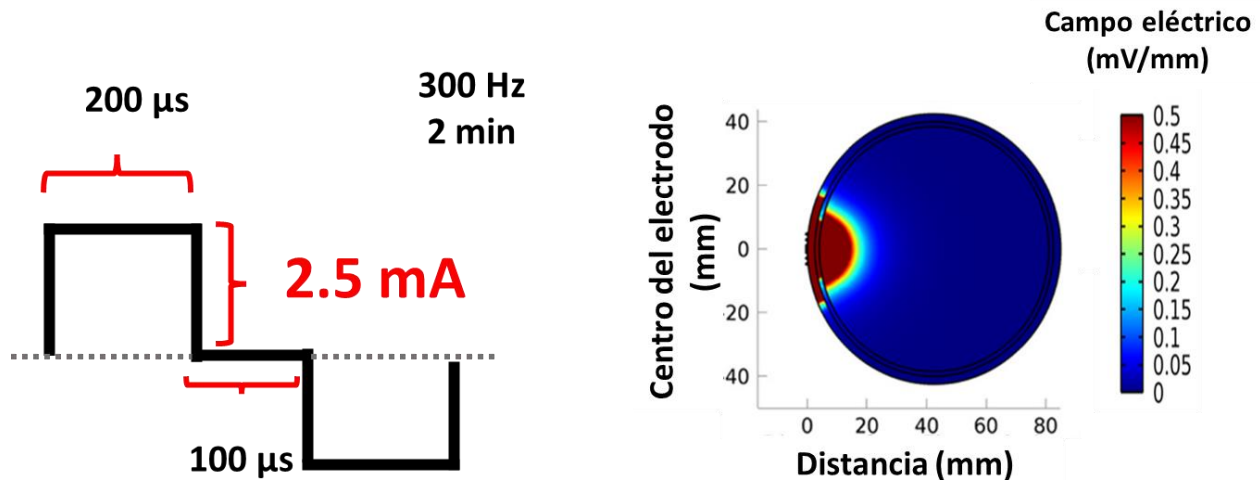 200 µs
300 Hz
2 min
2.5 mA
100 µs
Campo eléctrico
(mV/mm)
Centro del electrodo
(mm)
40
20
0
-20
-40
0
20
40
60
80
Distancia (mm)
0.5
0.45
0.4
0.35
0.3
0.25
0.2
0.15
0.1
0.05
0